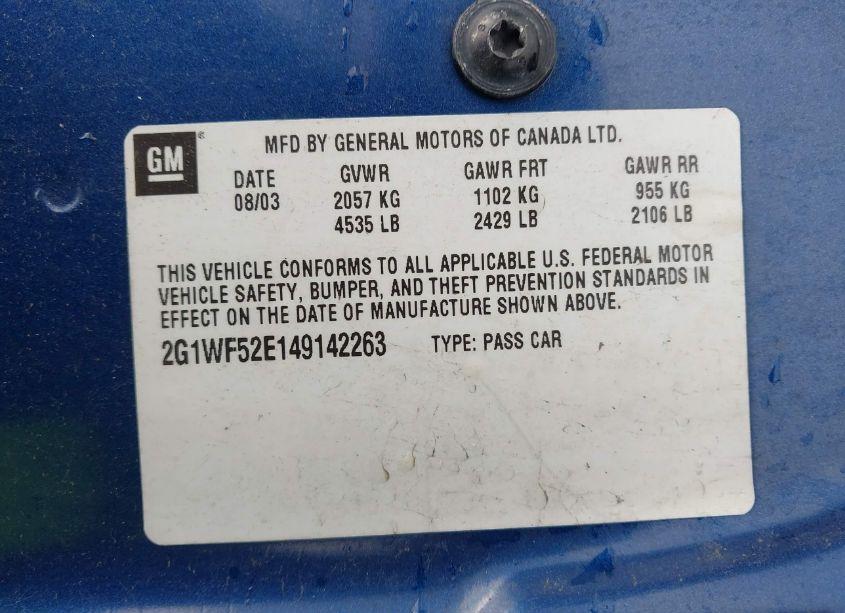 GM ®
MFD BY GENERAL MOTORS OF CANADA LTD.
DATE GVWR GAWR FRT GAWR RR
08/03 2057 KG 1102 KG 955 KG
4535 LB 2429 LB 2106 LB
THIS VEHICLE CONFORMS TO ALL APPLICABLE U.S. FEDERAL MOTOR
VEHICLE SAFETY, BUMPER, AND THEFT PREVENTION STANDARDS IN
EFFECT ON THE DATE OF MANUFACTURE SHOWN ABOVE.
2G1WF52E149142263 TYPE: PASS CAR